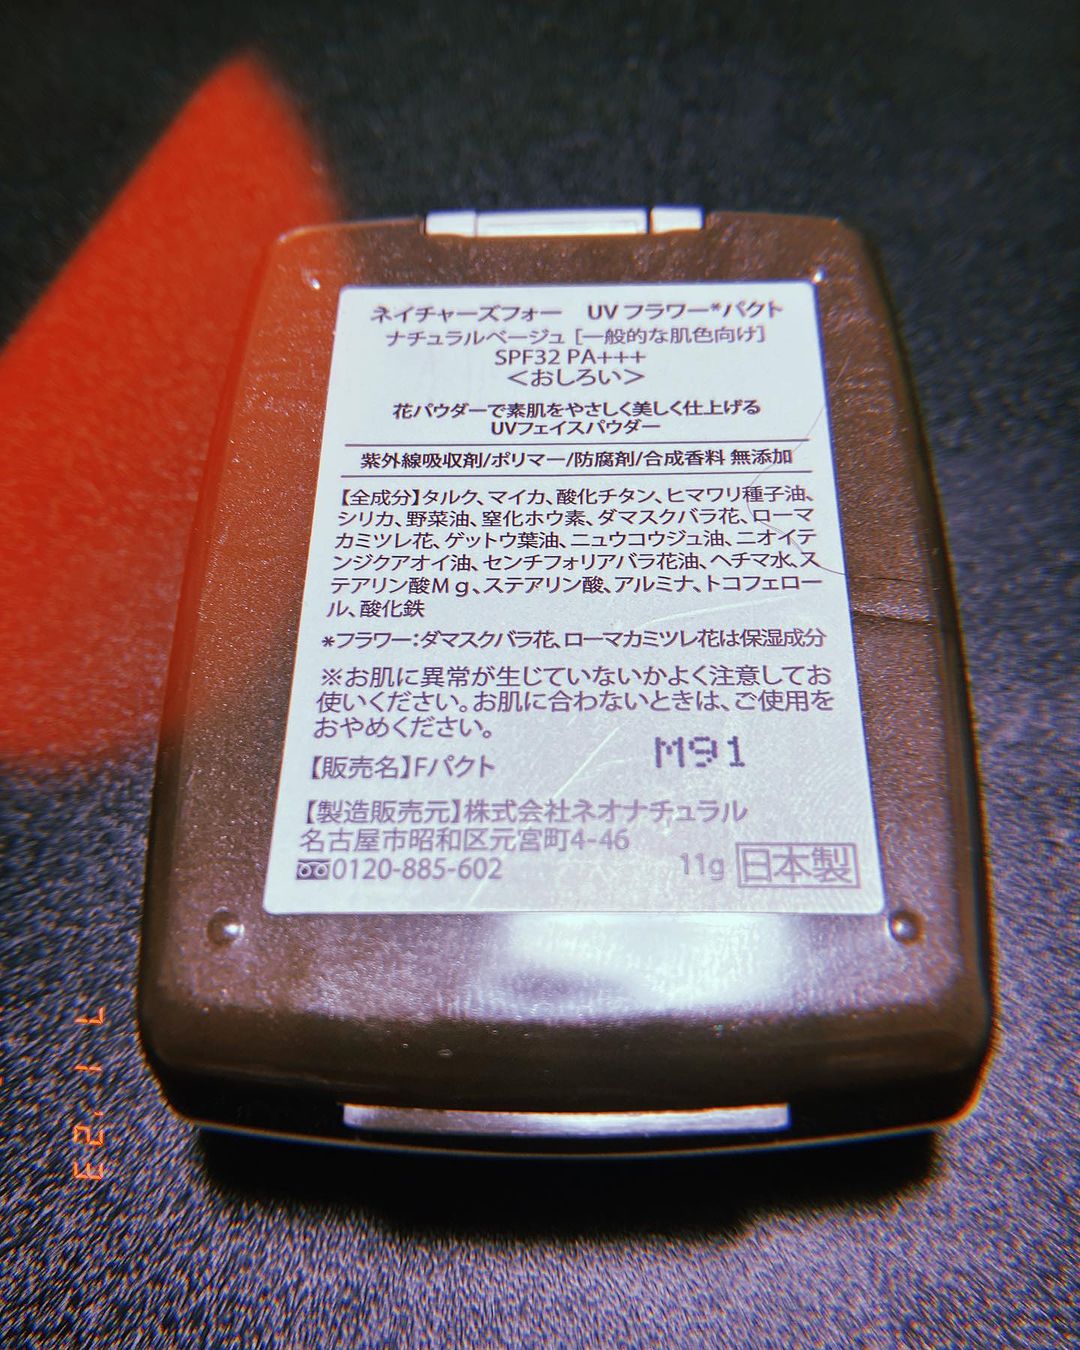 ネイチャーズフォー UVフラワー*パクト
ナチュラルベージュ [一般的な肌色向け]
SPF32 PA+++
＜おしろい＞
花パウダーで素肌をやさしく美しく仕上げる
UVフェイスパウダー
紫外線吸収剤/ポリマー/防腐剤/合成香料 無添加
【全成分】タルク、マイカ、酸化チタン、ヒマワリ種子油、
シリカ、野菜油、窒化ホウ素、ダマスクバラ花、ローマ
カミツレ花、ゲットウ葉油、ニュウコウジュ油、ニオイテ
ンジクアオイ油、センチフォリアバラ花油、ヘチマ水、ス
テアリン酸Mg、ステアリン酸、アルミナ、トコフェロー
ル、酸化鉄
*フラワー：ダマスクバラ花、ローマカミツレ花は保湿成分
※お肌に異常が生じていないかよく注意してお
使いください。お肌に合わないときは、ご使用を
おやめください。
M91
【販売名】Fパクト
【製造販売元】株式会社ネオナチュラル
名古屋市昭和区元宮町4-46
0120-885-602
11g 日本製
7 11 '23